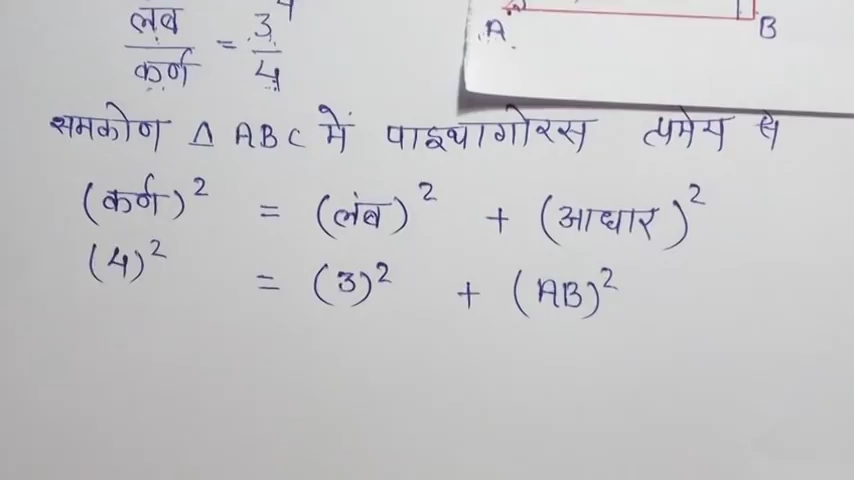 लंब / कर्ण = 3 / 4
A B
समकोण Δ ABC में पाइथागोरस त्प्रमेय से
(कर्ण)² = (लंब)² + (आधार)²
(4)² = (3)² + (AB)²